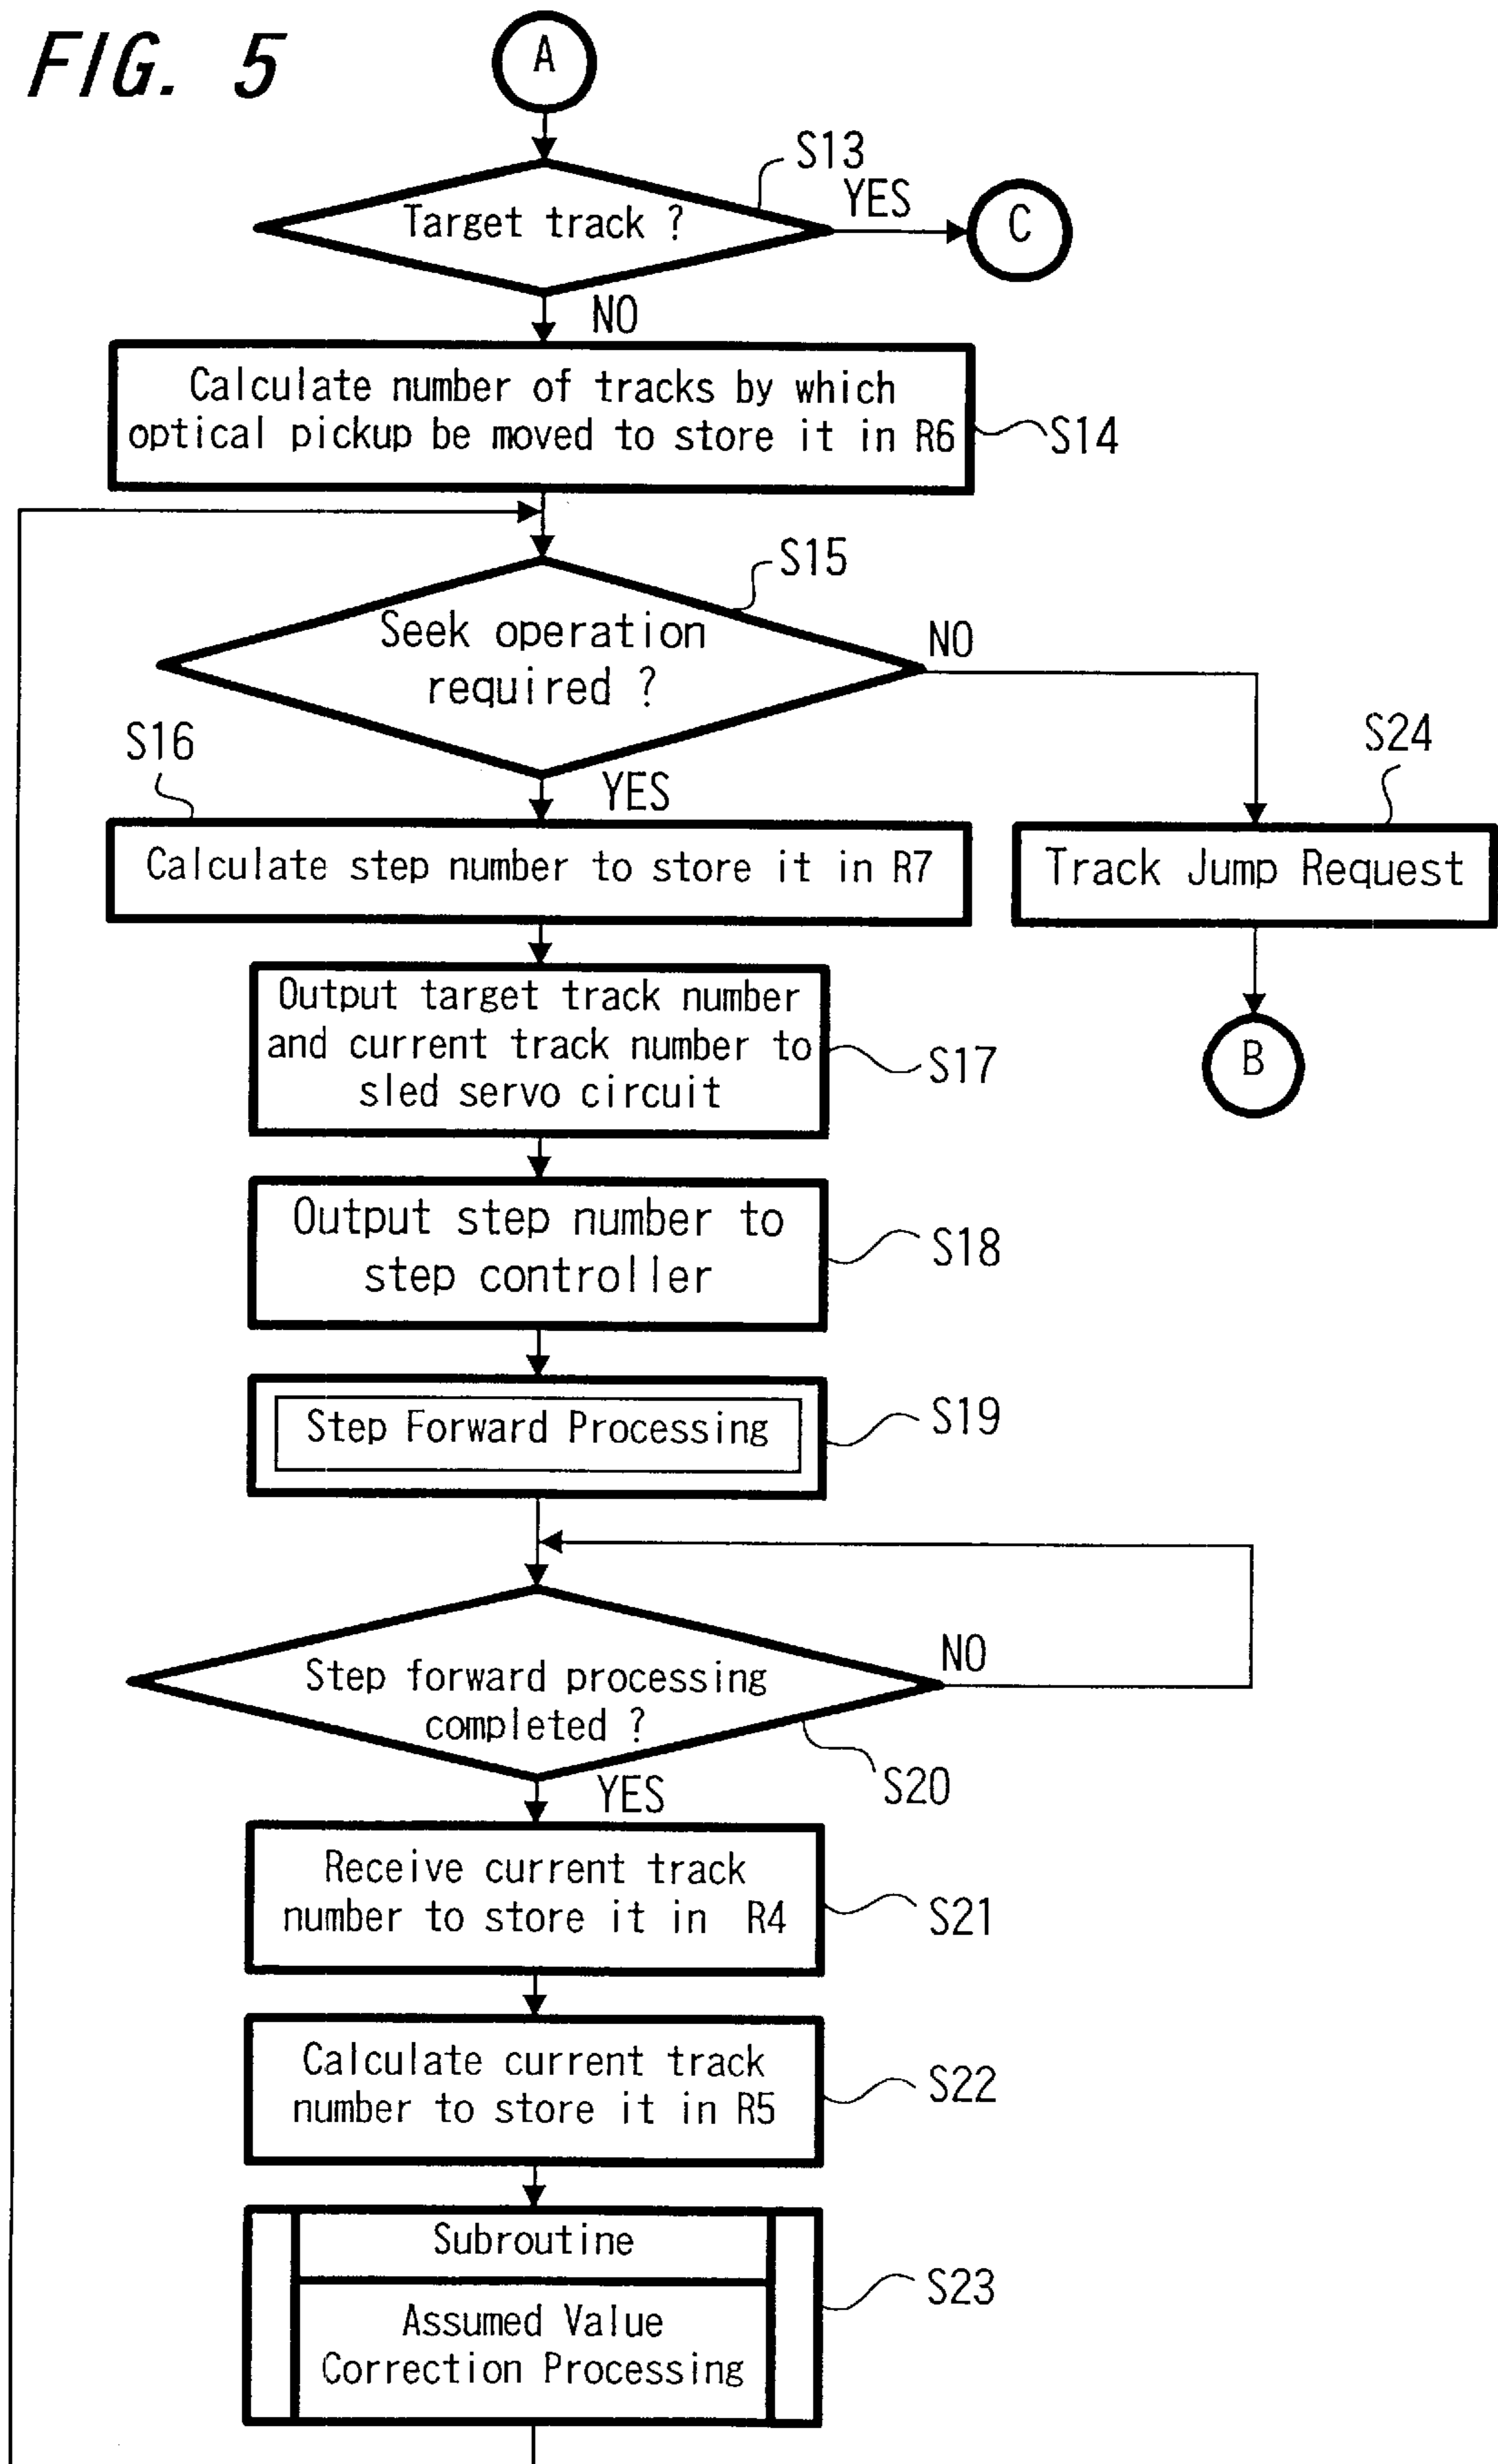 FIG. 5
A
S13
Target track ?
YES
C
NO
Calculate number of tracks by which
optical pickup be moved to store it in R6
S14
S15
Seek operation
required ?
NO
S16
YES
S24
Calculate step number to store it in R7
Track Jump Request
Output target track number
and current track number to
sled servo circuit
S17
B
Output step number to
step controller
S18
Step Forward Processing
S19
Step forward processing
completed ?
NO
S20
YES
Receive current track
number to store it in R4
S21
Calculate current track
number to store it in R5
S22
Subroutine
Assumed Value
Correction Processing
S23